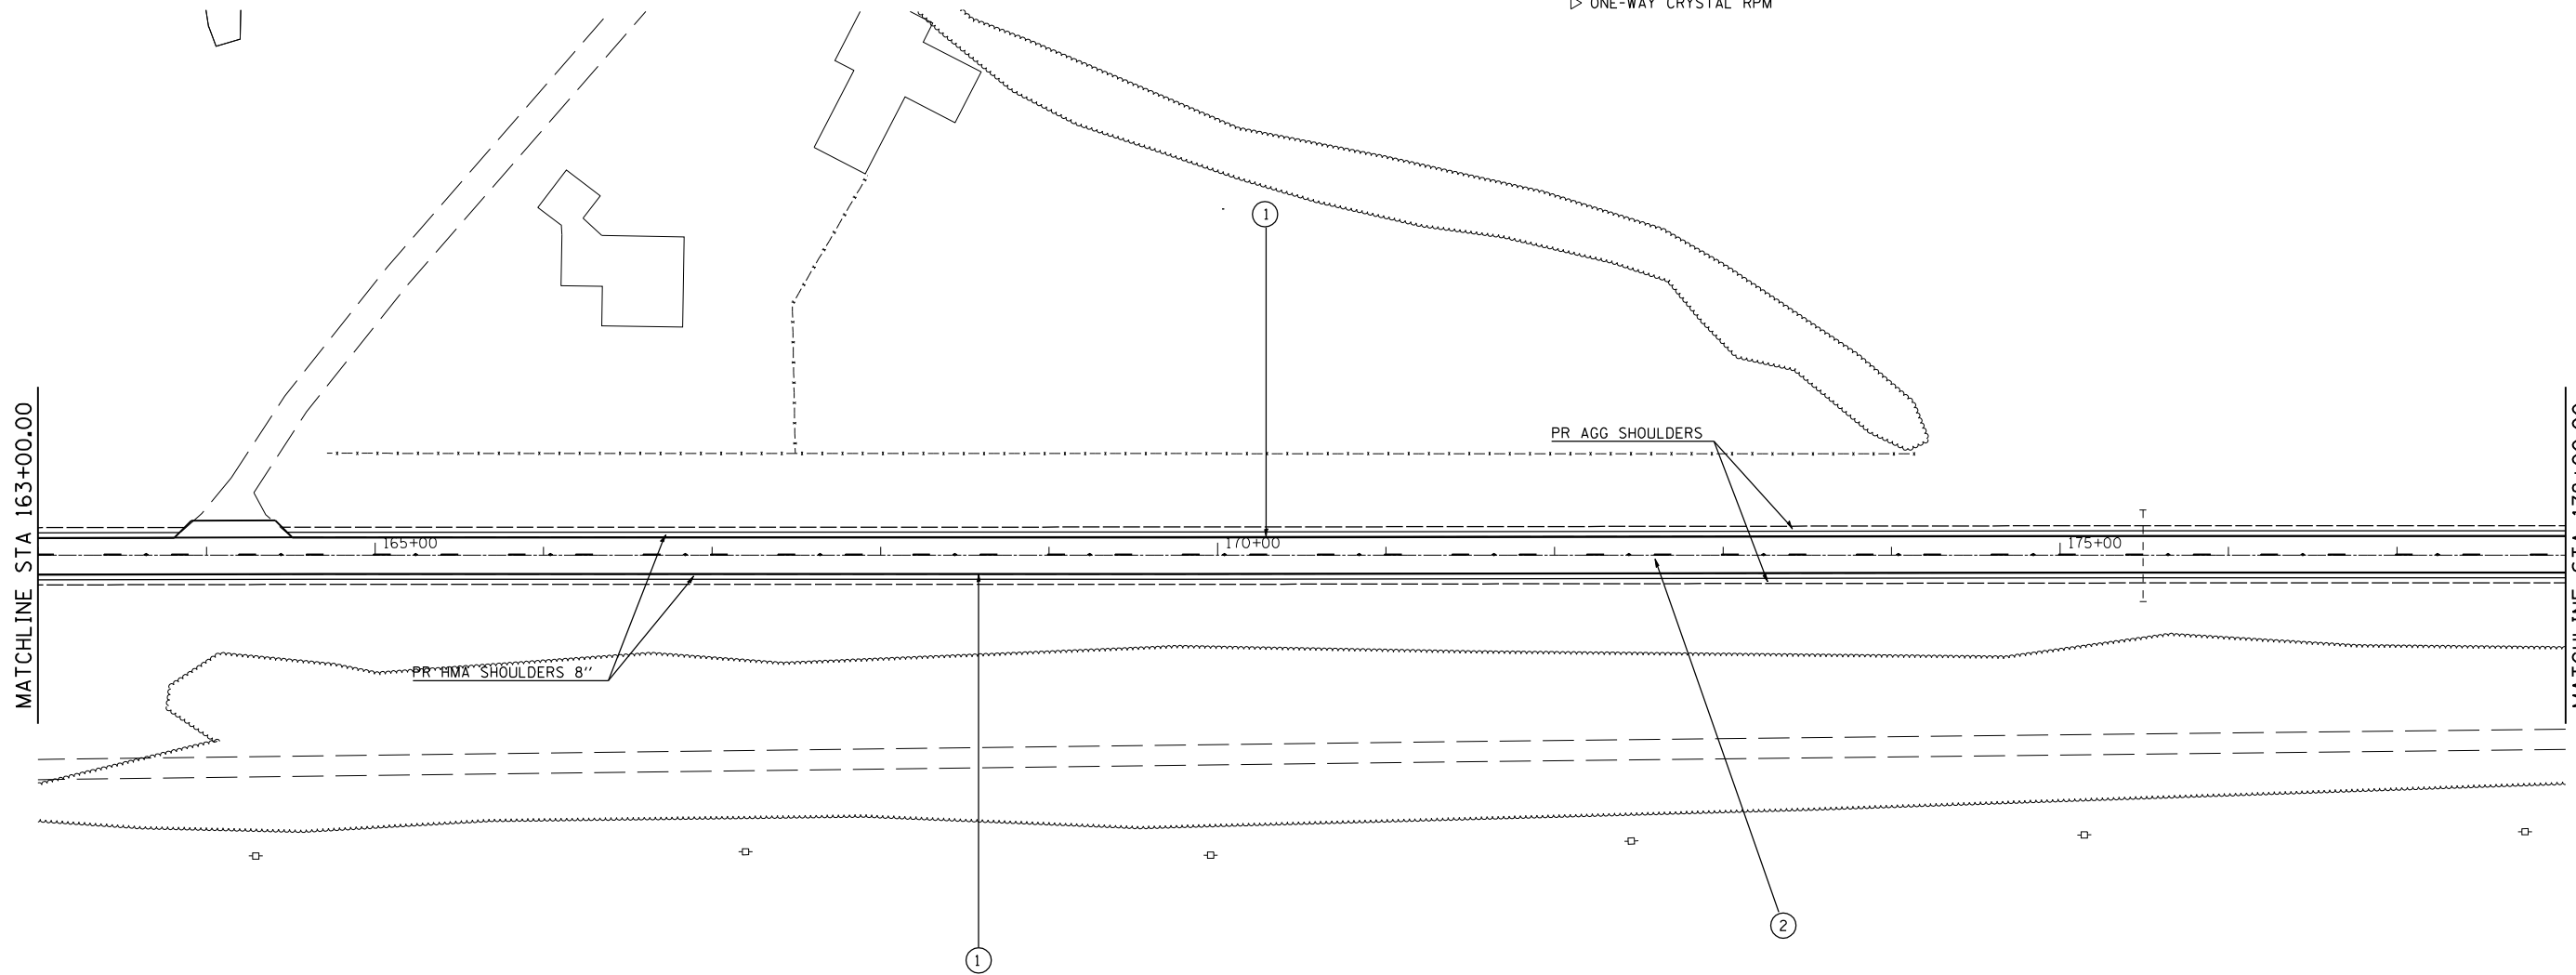 ▷ ONE-WAY CRYSTAL RPM
1
PR AGG SHOULDERS
MATCHLINE STA 163+00.00
165+00
170+00
175+00
PR HMA SHOULDERS 8''
2
1